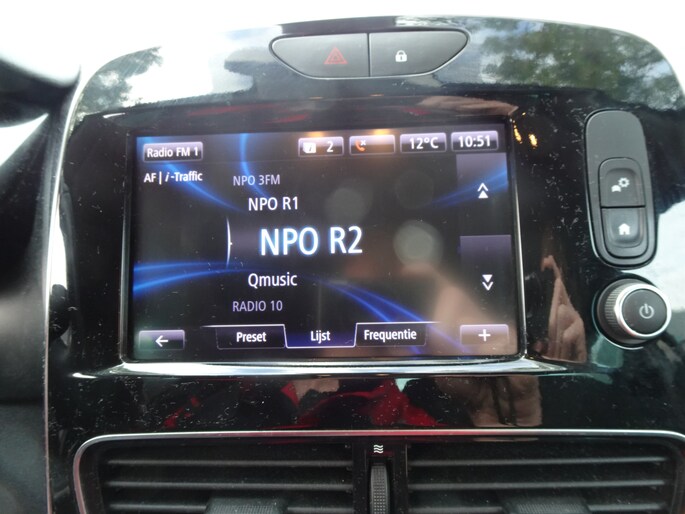 Radio FM 1 2 12°C 10:51
AF | i-Traffic
NPO 3FM
NPO R1
NPO R2
Qmusic
RADIO 10
Preset Lijst Frequentie +